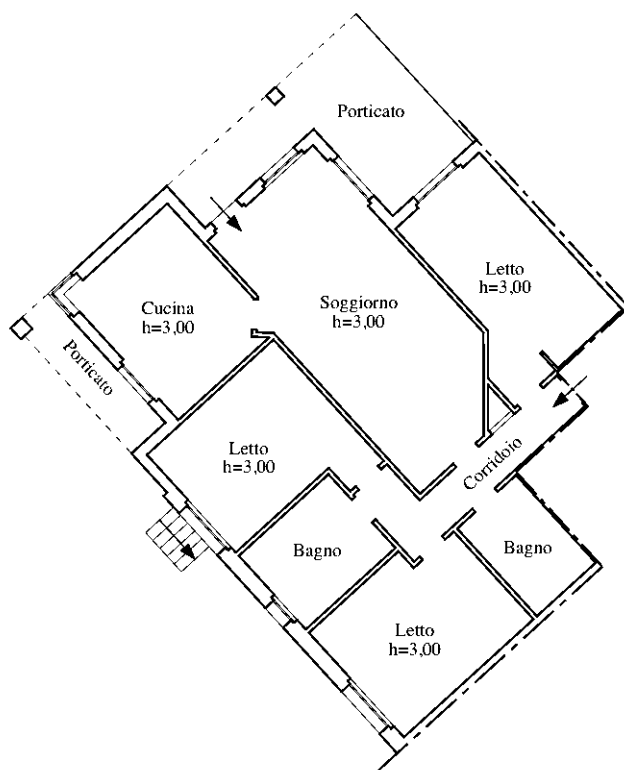 Porticato
Letto
h=3,00
Cucina
h=3,00
Soggiorno
h=3,00
Porticato
Letto
h=3,00
Corridoio
Bagno
Bagno
Letto
h=3,00